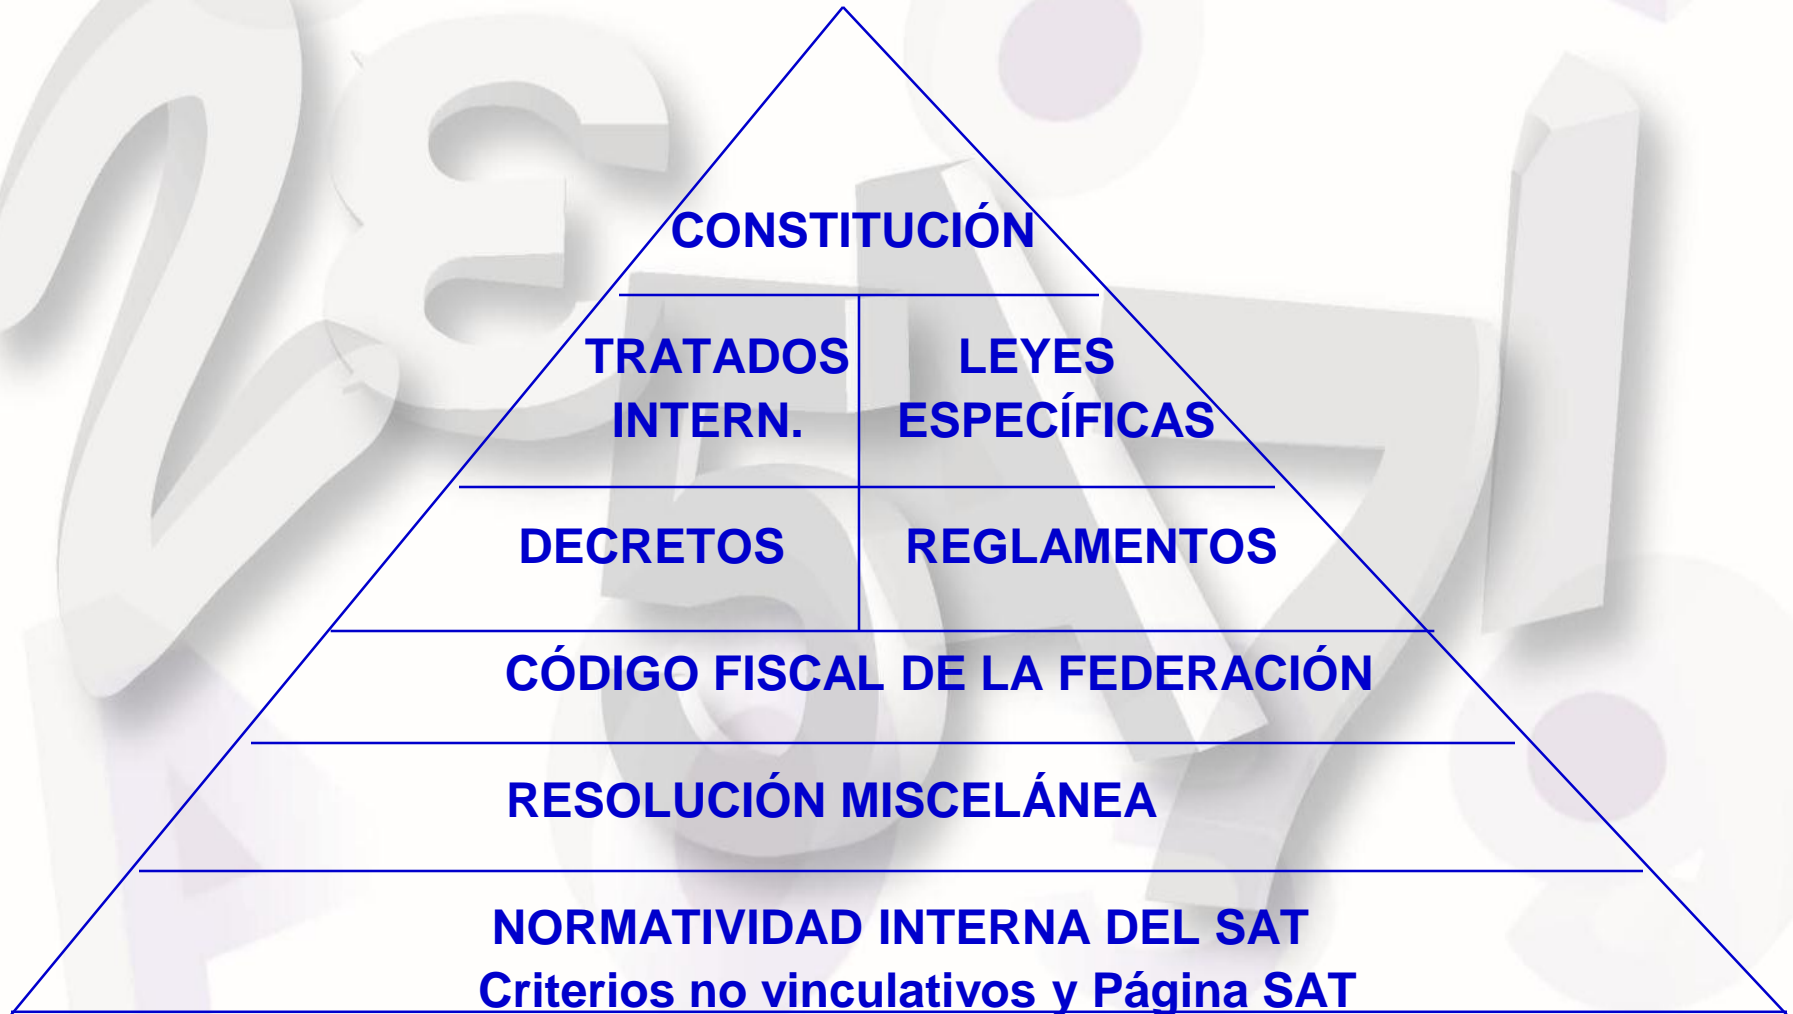 CONSTITUCIÓN
TRATADOS
INTERN.
LEYES
ESPECÍFICAS
DECRETOS
REGLAMENTOS
CÓDIGO FISCAL DE LA FEDERACIÓN
RESOLUCIÓN MISCELÁNEA
NORMATIVIDAD INTERNA DEL SAT
Criterios no vinculativos y Página SAT